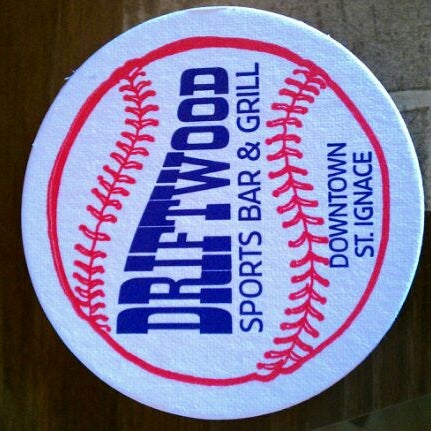 DRIFTWOOD
SPORTS BAR & GRILL
DOWNTOWN
ST. IGNACE